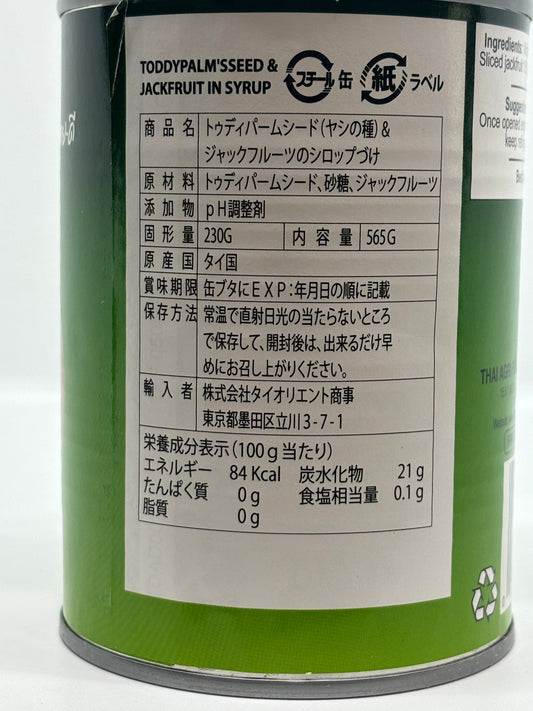 TODDYPALM'SSEED &
JACKFRUIT IN SYRUP
スチール 缶 紙 ラベル
商品名 トゥディパームシード(ヤシの種)&
ジャックフルーツのシロップづけ
原材料 トゥディパームシード、砂糖、ジャックフルーツ
添加物 pH調整剤
固形量 230G 内容量 565G
原産国 タイ国
賞味期限 缶ブタにEXP:年月日の順に記載
保存方法 常温で直射日光の当たらないところ
で保存して、開封後は、出来るだけ早
めにお召し上がりください。
輸入者 株式会社タイオリエント商事
東京都墨田区立川3-7-1
栄養成分表示(100g当たり)
エネルギー 84Kcal 炭水化物 21g
たんぱく質 0g 食塩相当量 0.1g
脂質 0g
Ingredients:
Sliced jackfruit
Once opened
keep
THAI AGRI